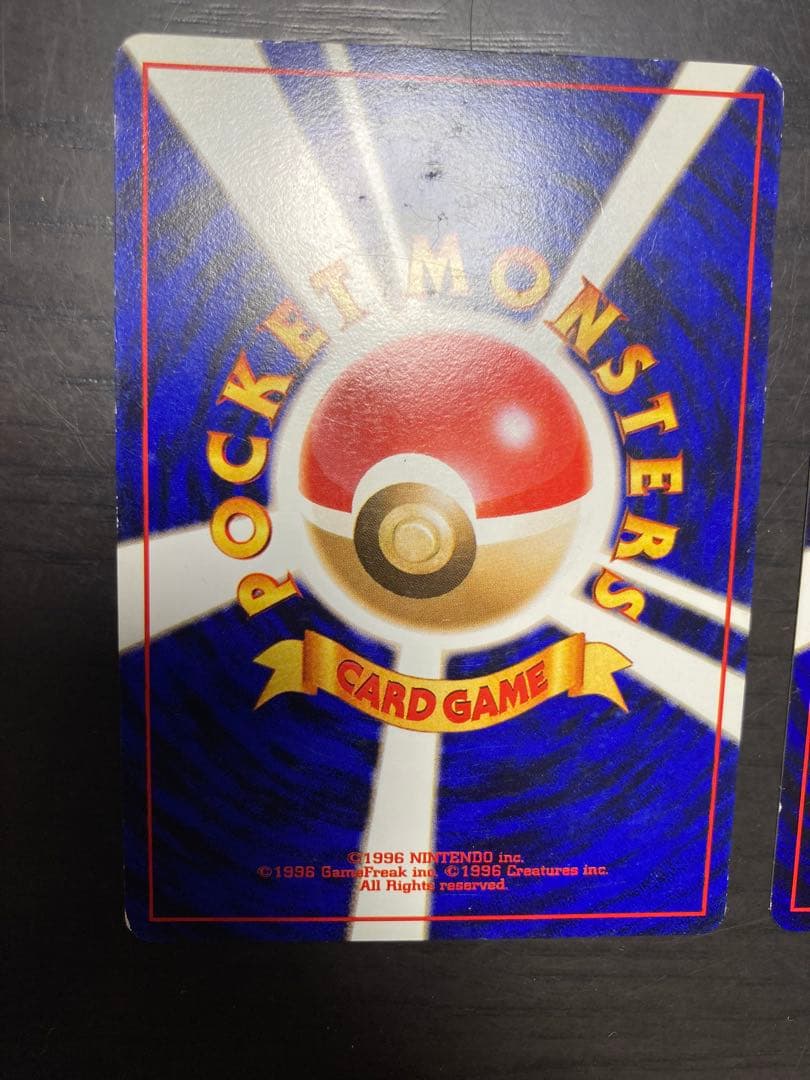 POCKET MONSTERS
CARD GAME
©1996 NINTENDO inc.
©1996 GameFreak inc. ©1996 Creatures inc.
All Rights reserved.